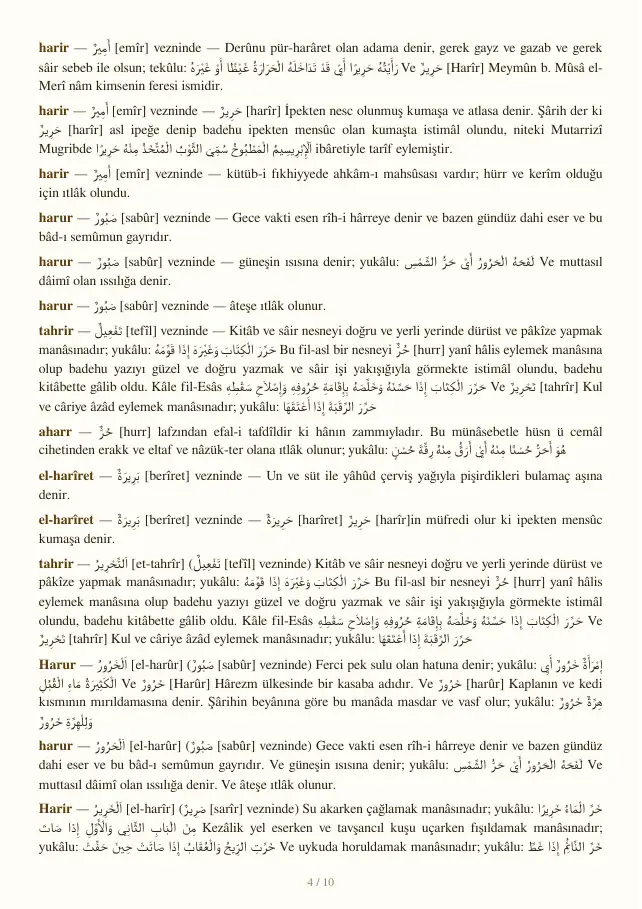 harir — أَمِيرٌ [emîr] vezninde — Derûnu pür-harâret olan adama denir, gerek gayz ve gazab ve gerek
sâir sebeb ile olsun; tekûlu: رَأَيْتُهُ حَرِيرًا أَيْ قَدْ تَدَاخَلَهُ الْحَرَارَةُ غَيْظًا أَوْ غَيْرَهُ Ve حَرِيرٌ [Harîr] Meymûn b. Mûsâ el-
Merî nâm kimsenin feresi ismidir.
harir — أَمِيرٌ [emîr] vezninde — حَرِيرٌ [harîr] İpekten nesc olunmuş kumaşa ve atlasa denir. Şârih der ki
حَرِيرٌ [harîr] asl ipeğe denip badehu ipekten mensûc olan kumaşta istimâl olundu, niteki Mutarrizî
Mugribde اَلْإِبْرِيسِيمُ الْمَطْبُوخُ سُمِّيَ الثَّوْبُ الْمُتَّخَذُ مِنْهُ حَرِيرًا ibâretiyle tarîf eylemiştir.
harir — أَمِيرٌ [emîr] vezninde — kütüb-i fıkhiyyede ahkâm-ı mahsûsası vardır; hürr ve kerîm olduğu
için ıtlâk olundu.
harur — صَبُورٌ [sabûr] vezninde — Gece vakti esen rîh-i hârreye denir ve bazen gündüz dahi eser ve bu
bâd-ı semûmun gayrıdır.
harur — صَبُورٌ [sabûr] vezninde — güneşin ısısına denir; yukâlu: لَفَحَهُ الْحَرُورُ أَيْ حَرُّ الشَّمْسِ Ve muttasıl
dâimî olan ıssılığa denir.
harur — صَبُورٌ [sabûr] vezninde — âteşe ıtlâk olunur.
tahrir — تَفْعِيلٌ [tefîl] vezninde — Kitâb ve sâir nesneyi doğru ve yerli yerinde dürüst ve pâkîze yapmak
manâsınadır; yukâlu: حَرَّرَ الْكِتَابَ وَغَيْرَهُ إِذَا قَوَّمَهُ Bu fil-asl bir nesneyi حُرٌّ [hurr] yanî hâlis eylemek manâsına
olup badehu yazıyı güzel ve doğru yazmak ve sâir işi yakışığıyla görmekte istimâl olundu, badehu
kitâbette gâlib oldu. Kâle fil-Esâs حَرَّرَ الْكِتَابَ إِذَا حَسَّنَهُ وَخَلَّصَهُ بِإِقَامَةِ حُرُوفِهِ وَإِصْلَاحِ سَقَطِهِ Ve تَحْرِيرٌ [tahrîr] Kul
ve câriye âzâd eylemek manâsınadır; yukâlu: حَرَّرَ الرَّقَبَةَ إِذَا أَعْتَقَهَا
aharr — حُرٌّ [hurr] lafzından efal-i tafdîldir ki hânın zammıyladır. Bu münâsebetle hüsn ü cemâl
cihetinden erakk ve eltaf ve nâzük-ter olana ıtlâk olunur; yukâlu: هُوَ أَحَرُّ حُسْنًا مِنْهُ أَيْ أَرَقُّ مِنْهُ رِقَّةَ حُسْنٍ
el-harîret — بَرِيرَةٌ [berîret] vezninde — Un ve süt ile yâhûd çerviş yağıyla pişirdikleri bulamaç aşına
denir.
el-harîret — بَرِيرَةٌ [berîret] vezninde — حَرِيرَةٌ [harîret] حَرِيرٌ [harîr]in müfredi olur ki ipekten mensûc
kumaşa denir.
tahrir — اَلتَّحْرِيرُ [et-tahrîr] (تَفْعِيلٌ [tefîl] vezninde) Kitâb ve sâir nesneyi doğru ve yerli yerinde dürüst ve
pâkîze yapmak manâsınadır; yukâlu: حَرَّرَ الْكِتَابَ وَغَيْرَهُ إِذَا قَوَّمَهُ Bu fil-asl bir nesneyi حُرٌّ [hurr] yanî hâlis
eylemek manâsına olup badehu yazıyı güzel ve doğru yazmak ve sâir işi yakışığıyla görmekte istimâl
olundu, badehu kitâbette gâlib oldu. Kâle fil-Esâs حَرَّرَ الْكِتَابَ إِذَا حَسَّنَهُ وَخَلَّصَهُ بِإِقَامَةِ حُرُوفِهِ وَإِصْلَاحِ سَقَطِهِ Ve
تَحْرِيرٌ [tahrîr] Kul ve câriye âzâd eylemek manâsınadır; yukâlu: حَرَّرَ الرَّقَبَةَ إِذَا أَعْتَقَهَا
Harur — اَلْخَرُورُ [el-harûr] (صَبُورٌ [sabûr] vezninde) Ferci pek sulu olan hatuna denir; yukâlu: إِمْرَأَةٌ خَرُورٌ أَيِ
الْكَثِيرَةُ مَاءِ الْقُبُلِ Ve خَرُورٌ [Harûr] Hârezm ülkesinde bir kasaba adıdır. Ve خَرُورٌ [harûr] Kaplanın ve kedi
kısmının mırıldamasına denir. Şârihin beyânına göre bu manâda masdar ve vasf olur; yukâlu: هِرَّةٌ خَرُورٌ
وَلِلْهِرَّةِ خَرُورٌ
harur — اَلْحَرُورُ [el-harûr] (صَبُورٌ [sabûr] vezninde) Gece vakti esen rîh-i hârreye denir ve bazen gündüz
dahi eser ve bu bâd-ı semûmun gayrıdır. Ve güneşin ısısına denir; yukâlu: لَفَحَهُ الْحَرُورُ أَيْ حَرُّ الشَّمْسِ Ve
muttasıl dâimî olan ıssılığa denir. Ve âteşe ıtlâk olunur.
Harir — اَلْخَرِيرُ [el-harîr] (صَرِيرٌ [sarîr] vezninde) Su akarken çağlamak manâsınadır; yukâlu: خَرَّ الْمَاءُ خَرِيرًا
مِنَ الْبَابِ الثَّانِي وَالْأَوَّلِ إِذَا صَاتَ Kezâlik yel eserken ve tavşancıl kuşu uçarken fışıldamak manâsınadır;
yukâlu: خَرَّتِ الرِّيحُ وَالْعُقَابُ إِذَا صَاتَتْ حِينَ حَفَّتْ Ve uykuda horuldamak manâsınadır; yukâlu: خَرَّ النَّائِمُ إِذَا غَطَّ
4 / 10